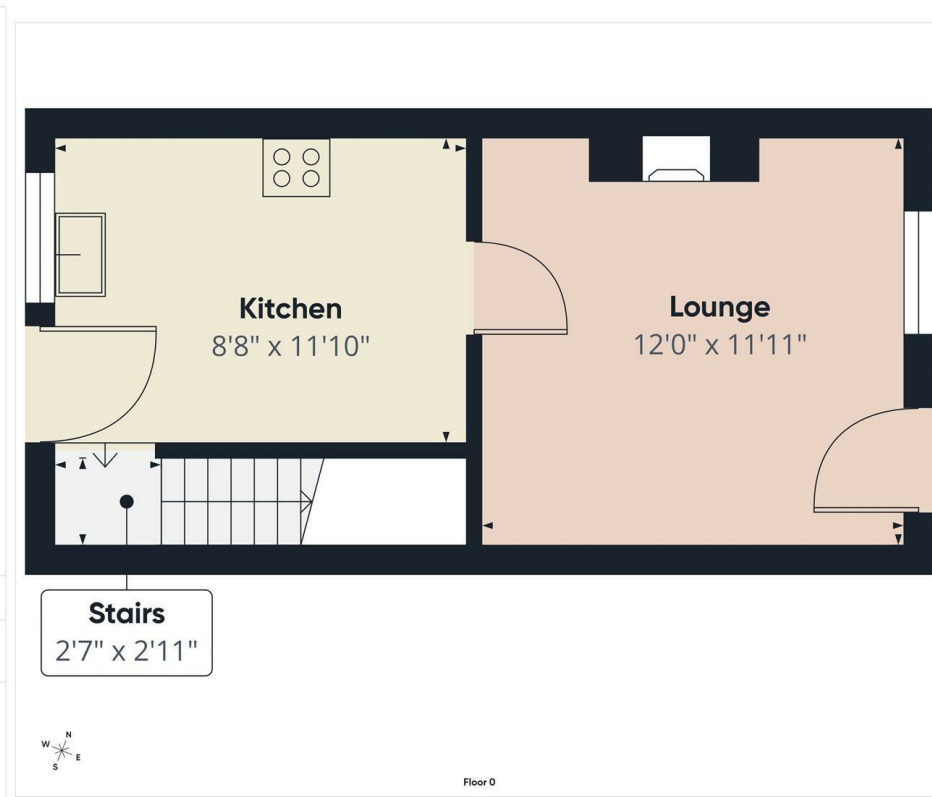 Kitchen
8'8" x 11'10"
Lounge
12'0" x 11'11"
Stairs
2'7" x 2'11"
N
W
E
S
Floor 0